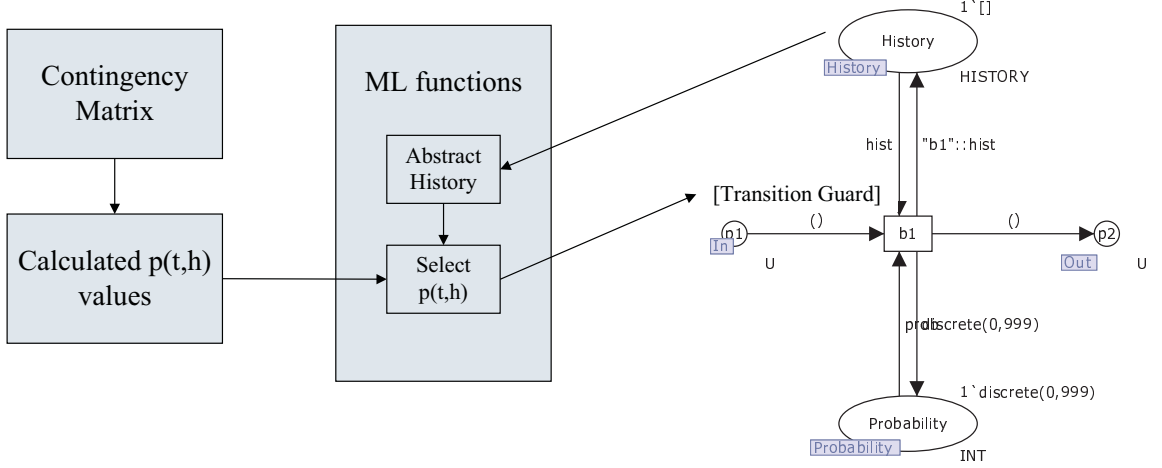 Contingency
Matrix
Calculated p(t,h)
values
ML functions
Abstract
History
Select
p(t,h)
1`[]
History
History
HISTORY
hist
"b1"::hist
[Transition Guard]
p1
In
U
()
b1
()
p2
Out
U
prob
discrete(0,999)
1`discrete(0,999)
Probability
Probability
INT